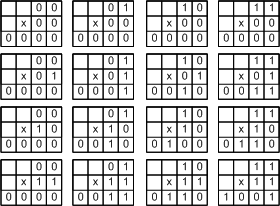 0 0 0 1 1 0 1 1
x 0 0 x 0 0 x 0 0 x 0 0
0 0 0 0 0 0 0 0 0 0 0 0 0 0 0 0
0 0 0 1 1 0 1 1
x 0 1 x 0 1 x 0 1 x 0 1
0 0 0 0 0 0 0 1 0 0 1 0 0 0 1 1
0 0 0 1 1 0 1 1
x 1 0 x 1 0 x 1 0 x 1 0
0 0 0 0 0 0 1 0 0 1 0 0 0 1 1 0
0 0 0 1 1 0 1 1
x 1 1 x 1 1 x 1 1 x 1 1
0 0 0 0 0 0 1 1 0 1 1 0 1 0 0 1